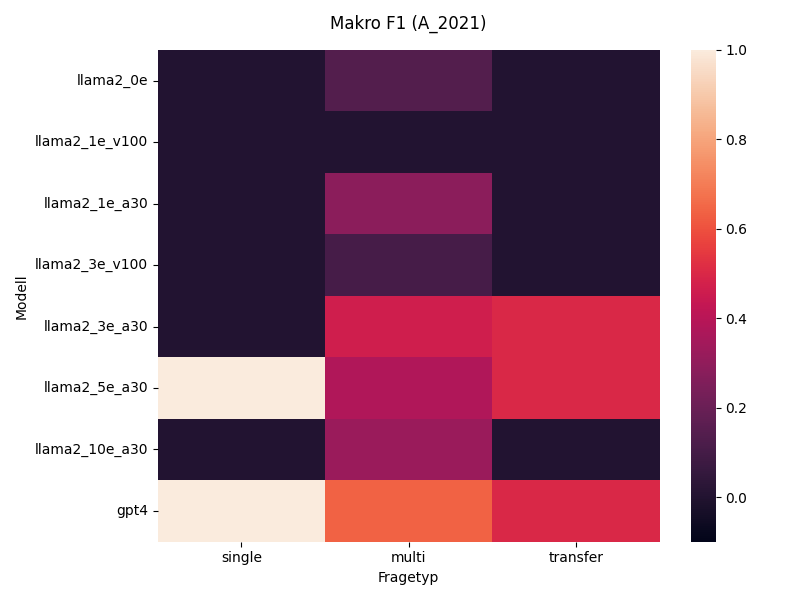 Makro F1 (A_2021)
Modell
llama2_0e
llama2_1e_v100
llama2_1e_a30
llama2_3e_v100
llama2_3e_a30
llama2_5e_a30
llama2_10e_a30
gpt4
single
multi
transfer
Fragetyp
1.0
0.8
0.6
0.4
0.2
0.0